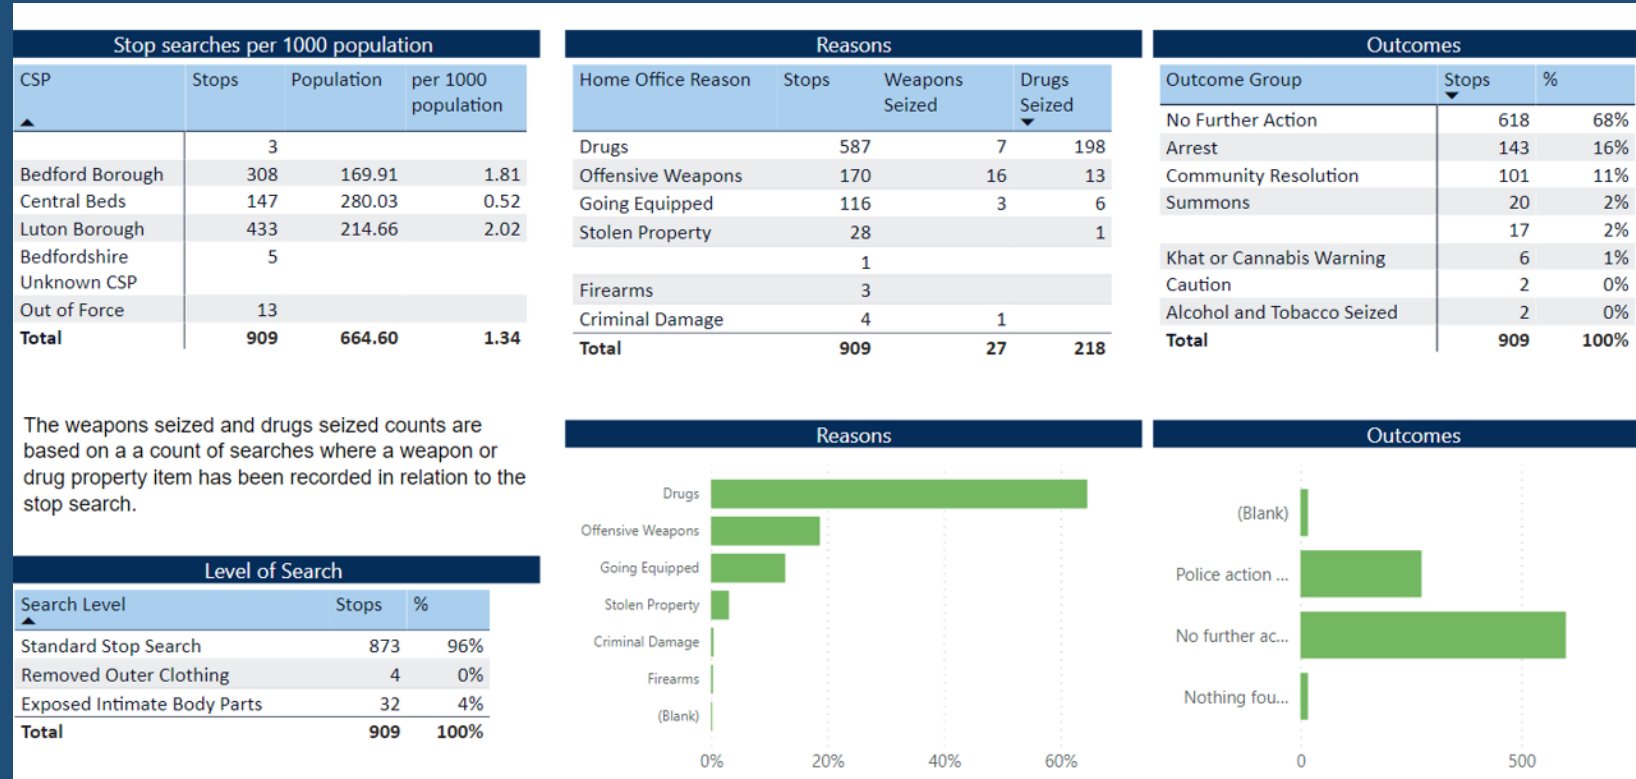 Stop searches per 1000 population
CSP Stops Population per 1000 population
3
Bedford Borough 308 169.91 1.81
Central Beds 147 280.03 0.52
Luton Borough 433 214.66 2.02
Bedfordshire Unknown CSP 5
Out of Force 13
Total 909 664.60 1.34
Reasons
Home Office Reason Stops Weapons Seized Drugs Seized
Drugs 587 7 198
Offensive Weapons 170 16 13
Going Equipped 116 3 6
Stolen Property 28 1
1
Firearms 3
Criminal Damage 4 1
Total 909 27 218
Outcomes
Outcome Group Stops %
No Further Action 618 68%
Arrest 143 16%
Community Resolution 101 11%
Summons 20 2%
17 2%
Khat or Cannabis Warning 6 1%
Caution 2 0%
Alcohol and Tobacco Seized 2 0%
Total 909 100%
The weapons seized and drugs seized counts are
based on a a count of searches where a weapon or
drug property item has been recorded in relation to the
stop search.
Level of Search
Search Level Stops %
Standard Stop Search 873 96%
Removed Outer Clothing 4 0%
Exposed Intimate Body Parts 32 4%
Total 909 100%
Reasons
Drugs
Offensive Weapons
Going Equipped
Stolen Property
Criminal Damage
Firearms
(Blank)
0% 20% 40% 60%
Outcomes
(Blank)
Police action ...
No further ac...
Nothing fou...
0 500